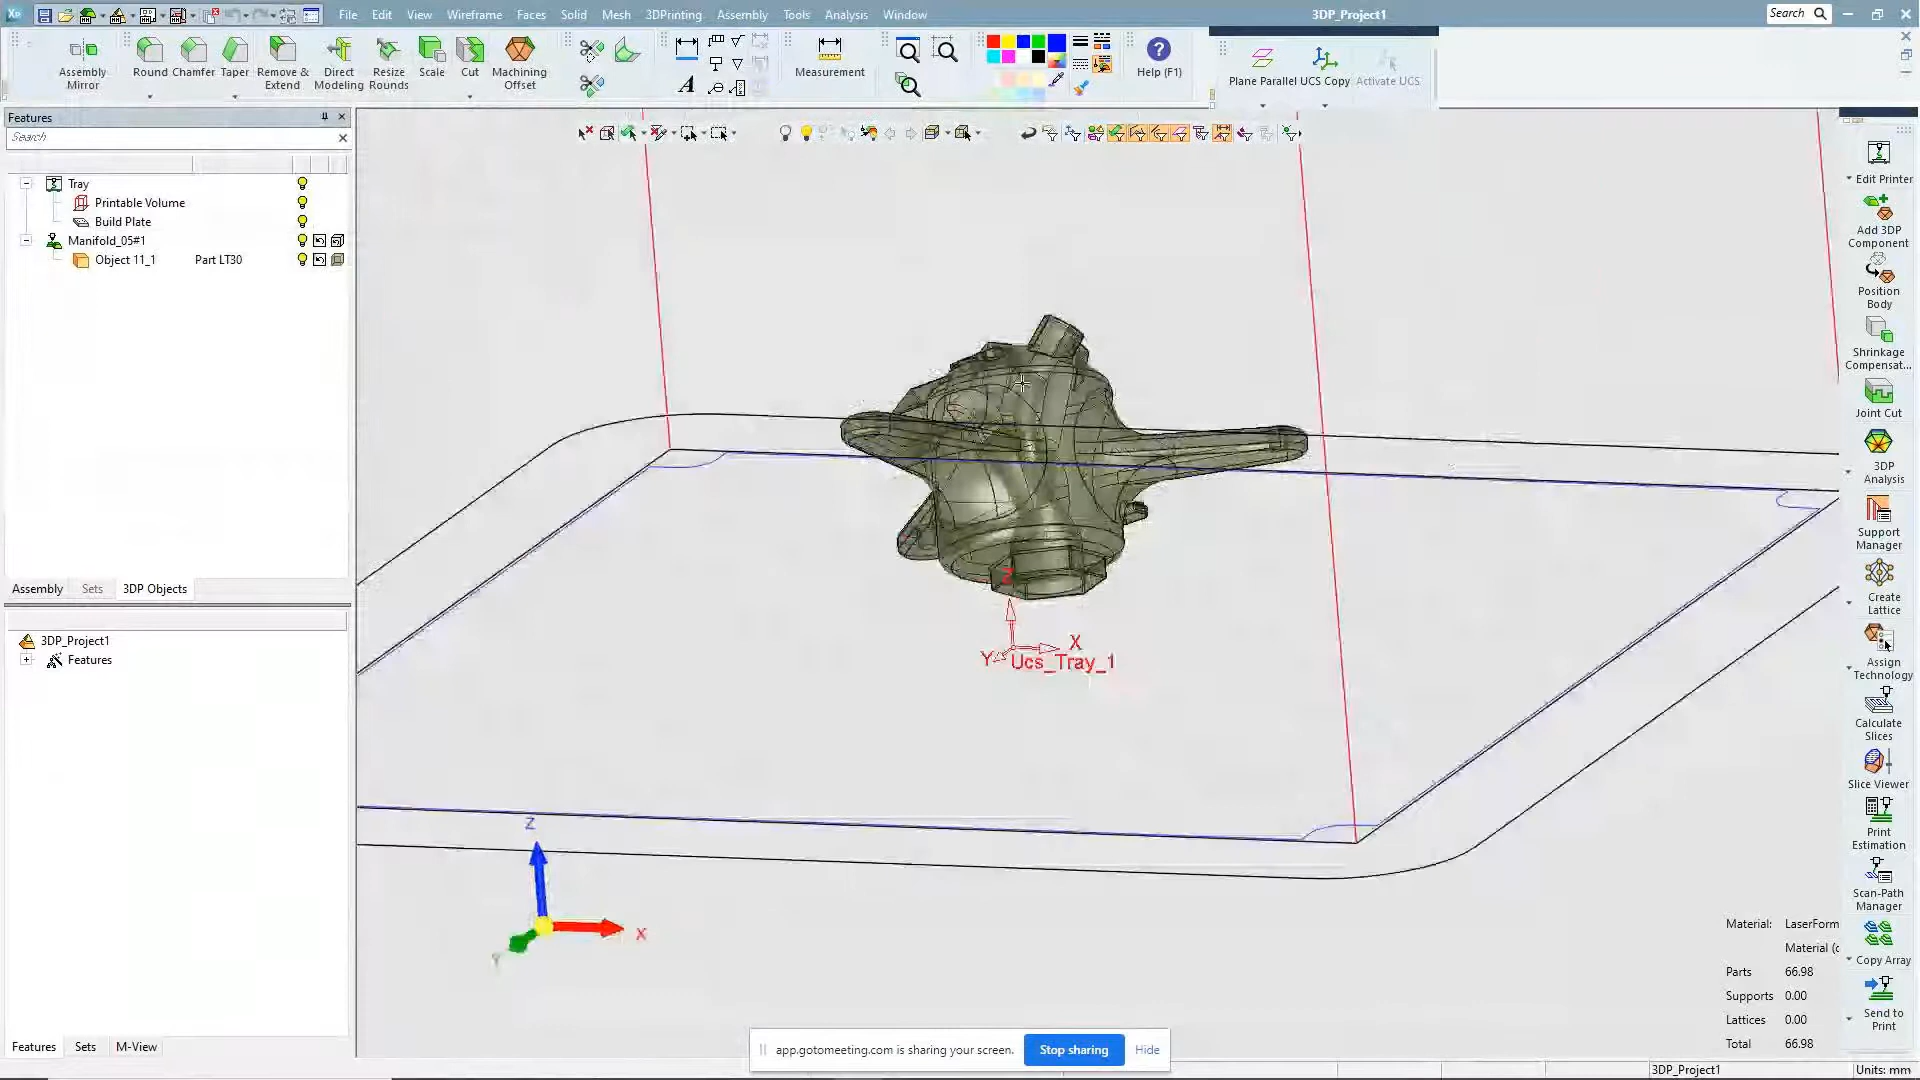 Xp
File Edit View Wireframe Faces Solid Mesh 3DPrinting Assembly Tools Analysis Window
3DP_Project1
Search
Assembly Mirror
Round
Chamfer
Taper
Remove & Extend
Direct Modeling
Resize Rounds
Scale
Cut
Machining Offset
A
Measurement
Help (F1)
Plane Parallel
UCS Copy
Activate UCS
Features
Search
Tray
Printable Volume
Build Plate
Manifold_05#1
Object 11_1 Part LT30
Assembly Sets 3DP Objects
3DP_Project1
Features
Features Sets M-View
Z
X
Y
Ucs_Tray_1
Z
X
Y
Edit Printer
Add 3DP
Component
Position
Body
Shrinkage
Compensat...
Joint Cut
3DP
Analysis
Support
Manager
Create
Lattice
Assign
Technology
Calculate
Slices
Slice Viewer
Print
Estimation
Scan-Path
Manager
Copy Array
Send to
Print
Material: LaserForm
Material (c
Parts 66.98
Supports 0.00
Lattices 0.00
Total 66.98
app.gotomeeting.com is sharing your screen. Stop sharing Hide
3DP_Project1 Units: mm